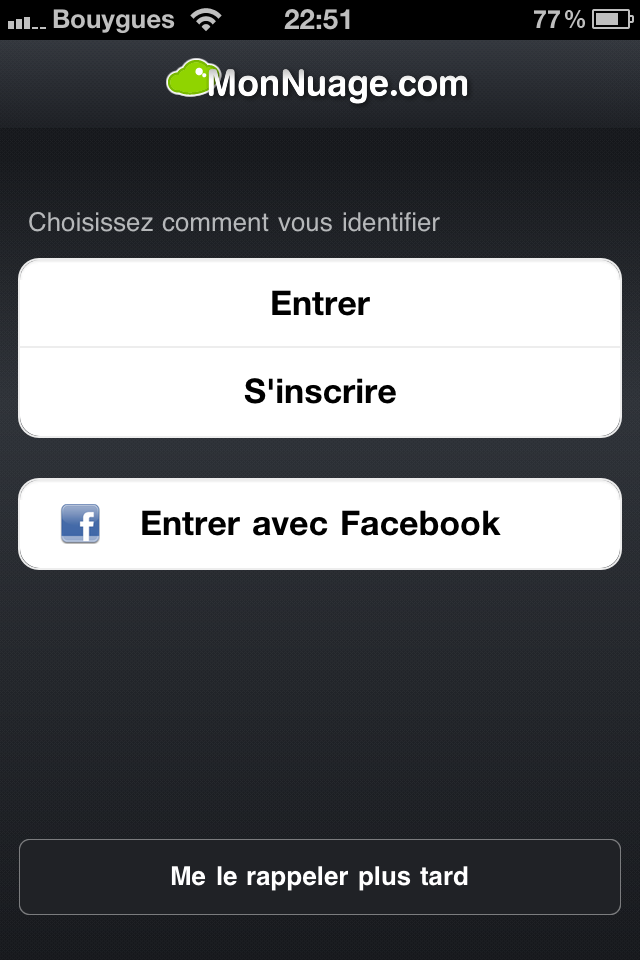 Bouygues 22:51 77%
MonNuage.com
Choisissez comment vous identifier
Entrer
S'inscrire
f Entrer avec Facebook
Me le rappeler plus tard